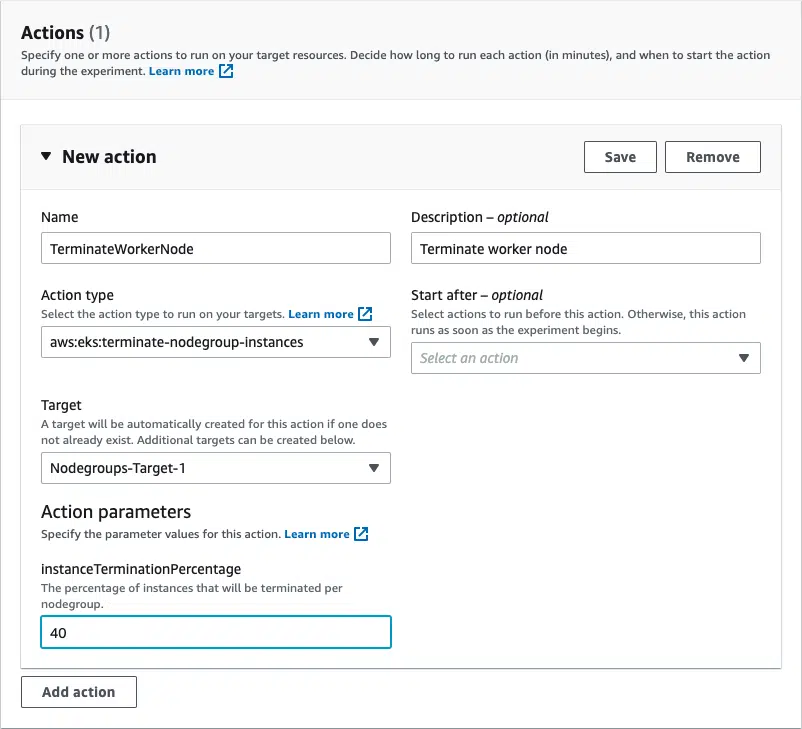 Actions (1)
Specify one or more actions to run on your target resources. Decide how long to run each action (in minutes), and when to start the action
during the experiment. Learn more
New action
Save
Remove
Name
TerminateWorkerNode
Description – optional
Terminate worker node
Action type
Select the action type to run on your targets. Learn more
aws:eks:terminate-nodegroup-instances
Start after – optional
Select actions to run before this action. Otherwise, this action
runs as soon as the experiment begins.
Select an action
Target
A target will be automatically created for this action if one does
not already exist. Additional targets can be created below.
Nodegroups-Target-1
Action parameters
Specify the parameter values for this action. Learn more
instanceTerminationPercentage
The percentage of instances that will be terminated per
nodegroup.
40
Add action